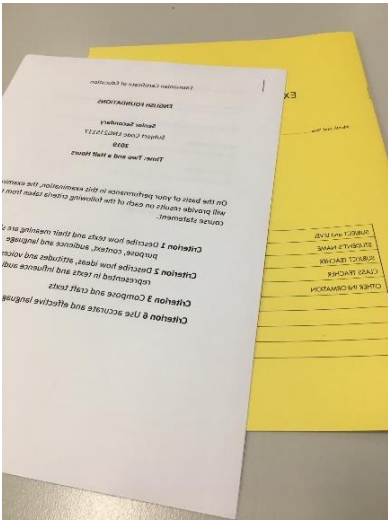 Tasmanian Certificate of Education
ENGLISH FOUNDATIONS
Senior Secondary
Subject Code: ENG215117
2019
Time: Two and a Half Hours
On the basis of your performance in this examination, the examiners
will provide results on each of the following criteria taken from the
course statement.
Criterion 1 Describe how texts and their meaning are
purpose, context, audience and language
Criterion 2 Describe how ideas, attitudes and voices
represented in texts and influence
Criterion 3 Compose and craft texts
Criterion 6 Use accurate and effective language
EX
SUBJECT AND LEVEL
STUDENT'S NAME
SUBJECT TEACHER
CLASS TEACHER
OTHER INFORMATION